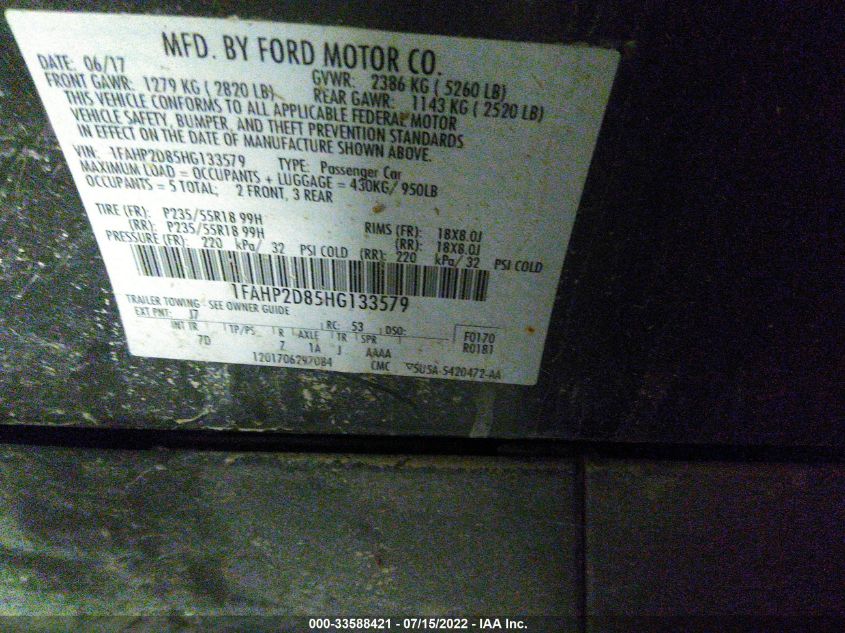 MFD. BY FORD MOTOR CO.
DATE: 06/17 GVWR: 2386 KG ( 5260 LB)
FRONT GAWR: 1279 KG ( 2820 LB) REAR GAWR: 1143 KG ( 2520 LB)
THIS VEHICLE CONFORMS TO ALL APPLICABLE FEDERAL MOTOR
VEHICLE SAFETY, BUMPER, AND THEFT PREVENTION STANDARDS
IN EFFECT ON THE DATE OF MANUFACTURE SHOWN ABOVE.
VIN: 1FAHP2D85HG133579 TYPE: Passenger Car
MAXIMUM LOAD = OCCUPANTS + LUGGAGE = 430KG/ 950LB
OCCUPANTS = 5 TOTAL; 2 FRONT, 3 REAR
TIRE (FR): P235/55R18 99H RIMS (FR): 18X8.0J
(RR): P235/55R18 99H (RR): 18X8.0J
PRESSURE (FR): 220 kPa/ 32 PSI COLD (RR): 220 kPa/ 32 PSI COLD
1FAHP2D85HG133579
TRAILER TOWING - SEE OWNER GUIDE
EXT PNT: J7 RC: 53 DSO: F0170
INT TR TP/PS R AXLE TR SPR R0181
7D 7 1A J AAAA
1201706297084 CMC ▽5U5A-5420472-AA
000-33588421 - 07/15/2022 - IAA Inc.